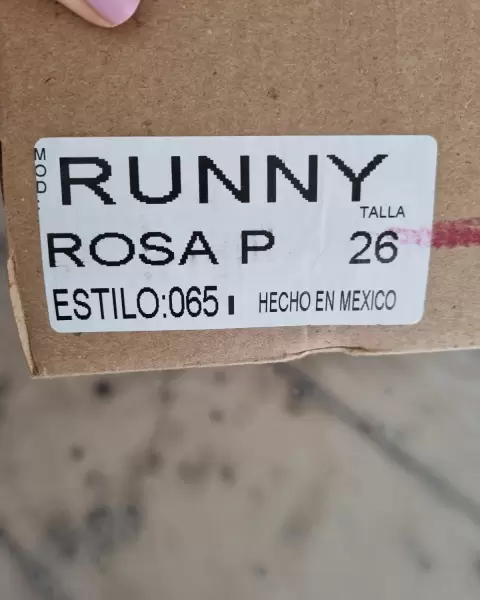 MOD.
RUNNY
TALLA
ROSA P 26
ESTILO:065 HECHO EN MEXICO